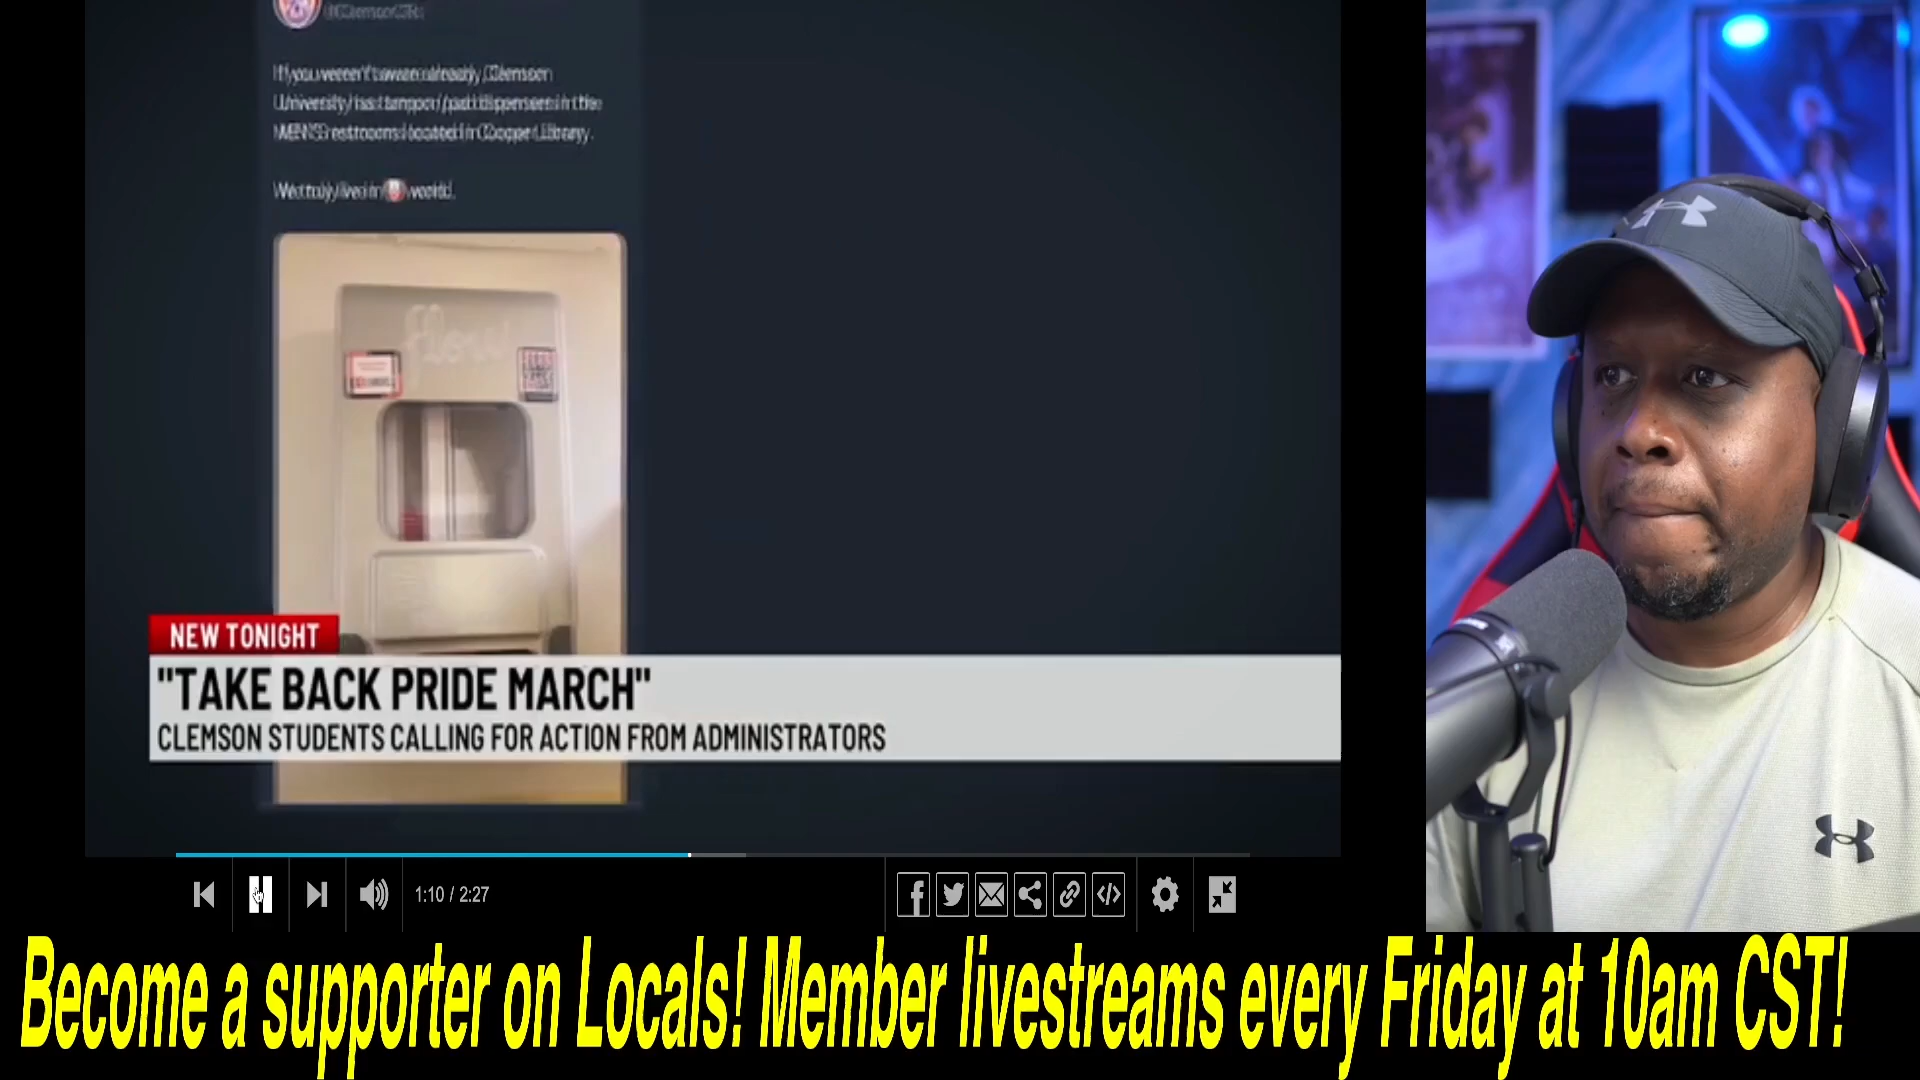 If you weren't aware already, Clemson
University has tampon/pad dispensers in the
MEN'S restrooms located in Cooper Library.
We truly live in world.
flow
NEW TONIGHT
"TAKE BACK PRIDE MARCH"
CLEMSON STUDENTS CALLING FOR ACTION FROM ADMINISTRATORS
1:10 / 2:27
Become a supporter on Locals! Member livestreams every Friday at 10am CST!